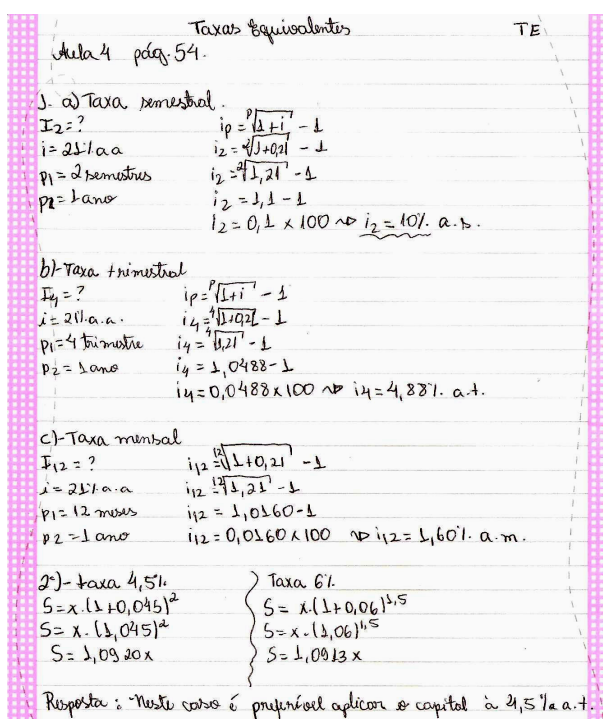 Taxas Equivalentes TE
Aula 4 pág. 54.
1- a) Taxa semestral.
I2 = ?
i = 21% a a
p1 = 2 semestres
p2 = 1 ano
ip = ᵖ√1+i - 1
i2 = ²√1+0,21 - 1
i2 = ²√1,21 - 1
i2 = 1,1 - 1
i2 = 0,1 x 100 ⇝ i2 = 10% a.s.
b)- Taxa trimestral
I4 = ?
i = 21% a.a.
p1 = 4 trimestre
p2 = 1 ano
ip = ᵖ√1+i - 1
i4 = ⁴√1+0,21 - 1
i4 = ⁴√1,21 - 1
i4 = 1,0488 - 1
i4 = 0,0488 x 100 ⇝ i4 = 4,88% a.t.
c)- Taxa mensal
I12 = ?
i = 21% a.a
p1 = 12 meses
p2 = 1 ano
i12 = ¹²√1+0,21 - 1
i12 = ¹²√1,21 - 1
i12 = 1,0160 - 1
i12 = 0,0160 x 100 ⇝ i12 = 1,60% a.m.
2º)- taxa 4,5%
S = x.(1+0,045)²
S = x.(1,045)²
S = 1,0920x
Taxa 6%
S = x.(1+0,06)¹,⁵
S = x.(1,06)¹,⁵
S = 1,0913x
Resposta: Neste caso é preferível aplicar o capital à 4,5% a a.t.